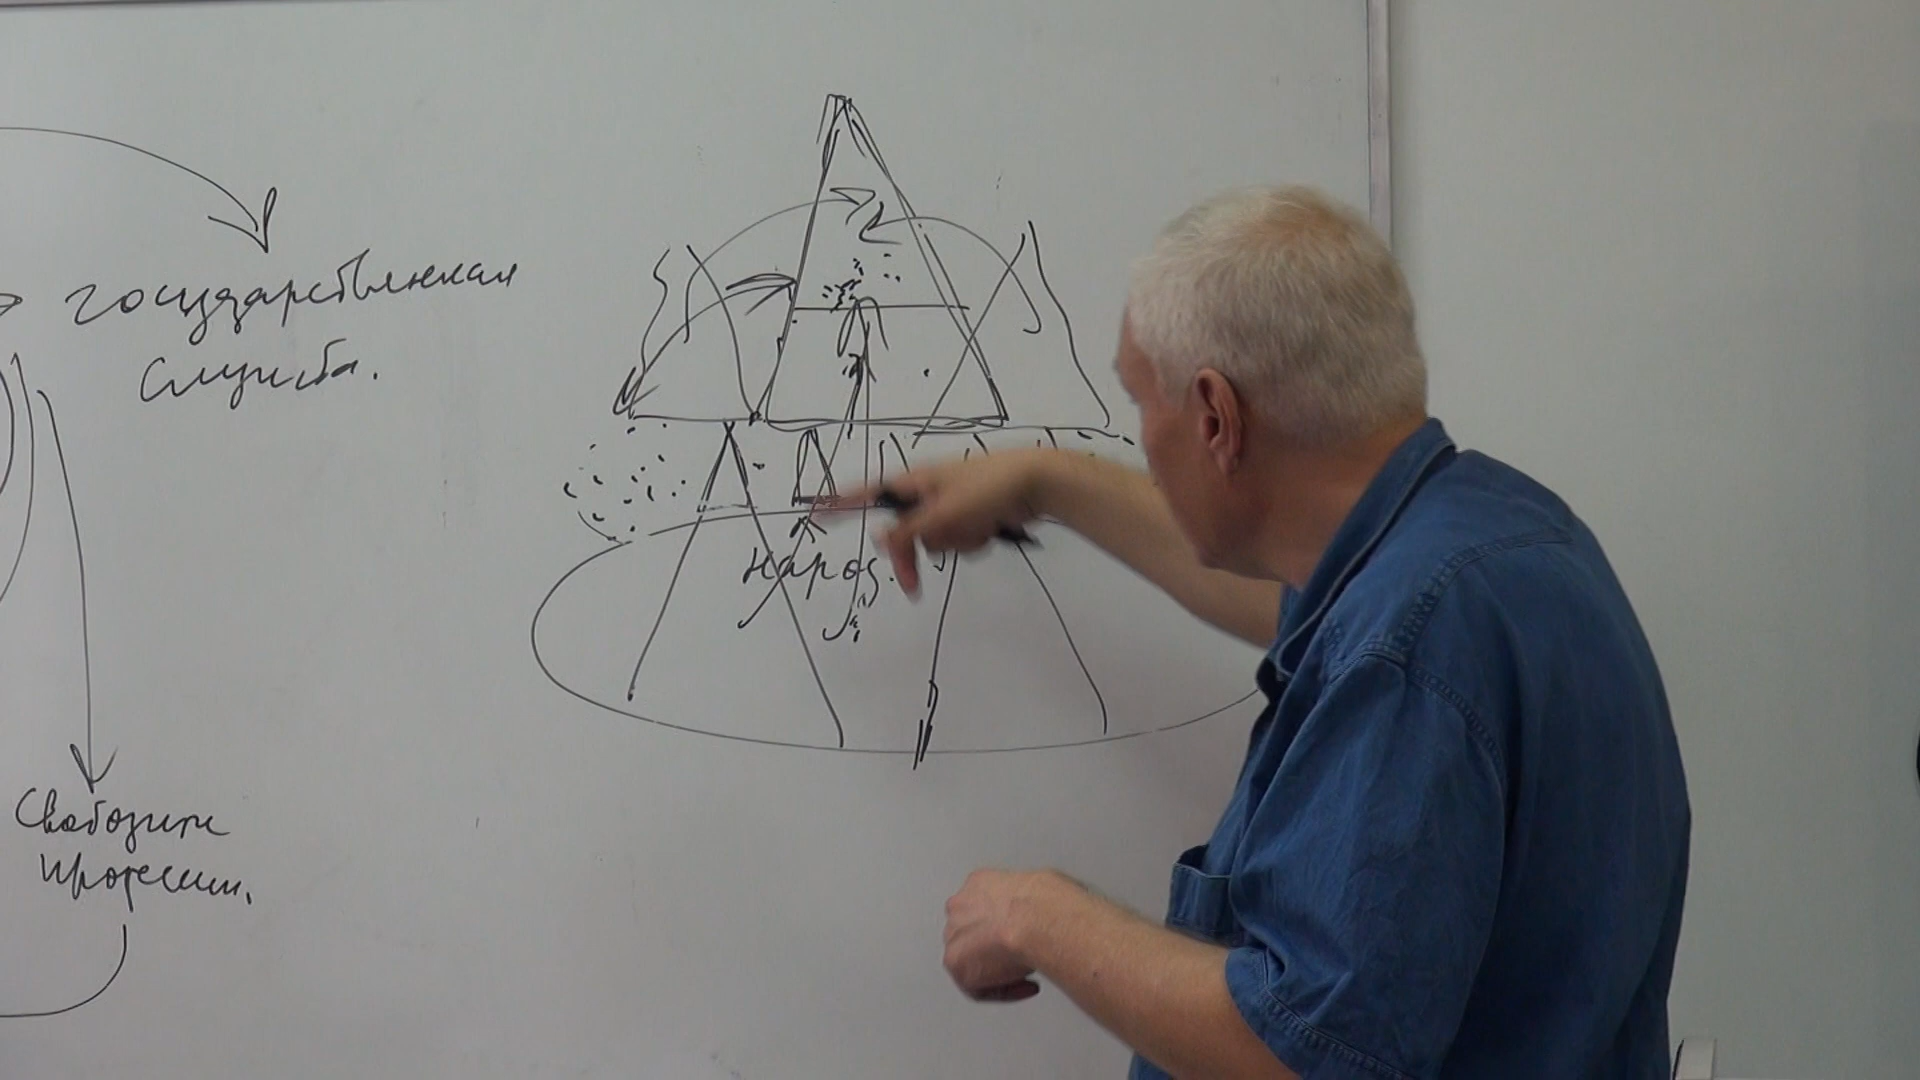 государственная
служба.
Свободные
профессии.
народ.